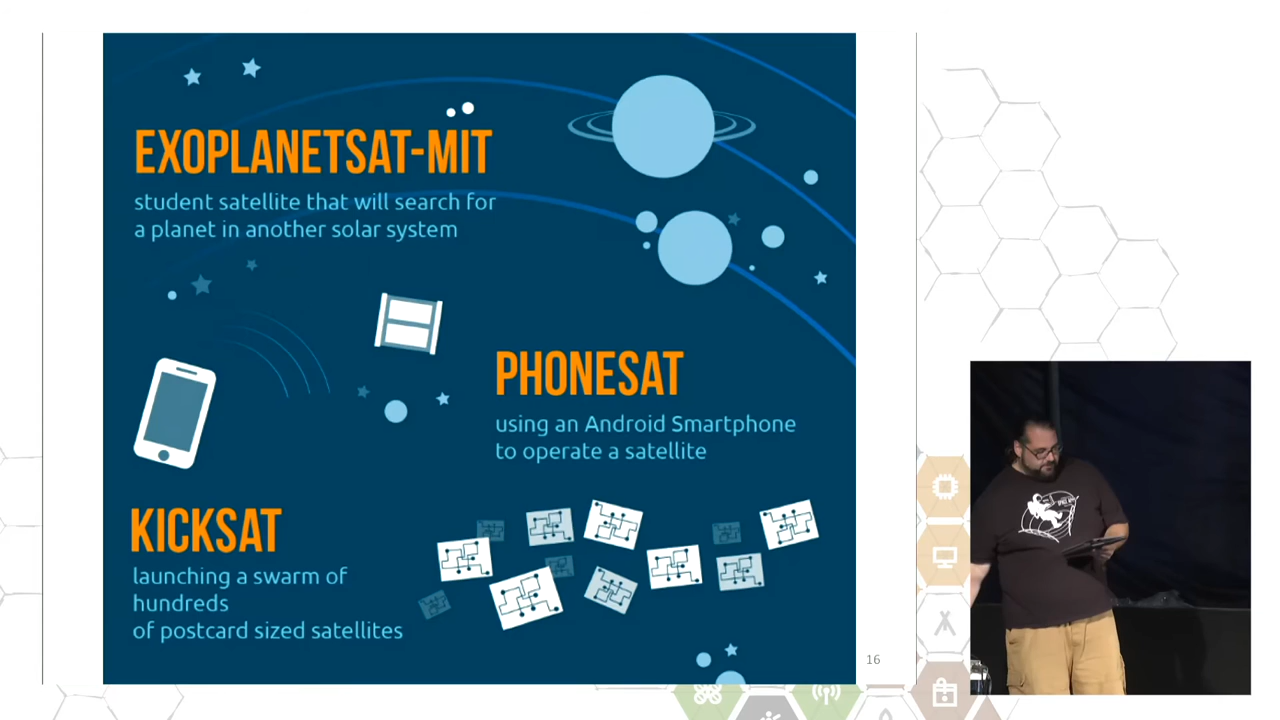 EXOPLANETSAT-MIT
student satellite that will search for
a planet in another solar system
PHONESAT
using an Android Smartphone
to operate a satellite
KICKSAT
launching a swarm of
hundreds
of postcard sized satellites
16